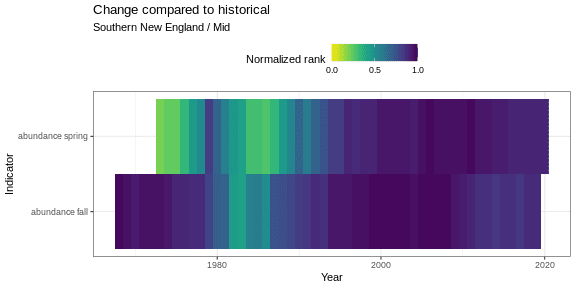 Change compared to historical
Southern New England / Mid
Normalized rank
0.0 0.5 1.0
abundance spring
abundance fall
Indicator
1980 2000 2020
Year